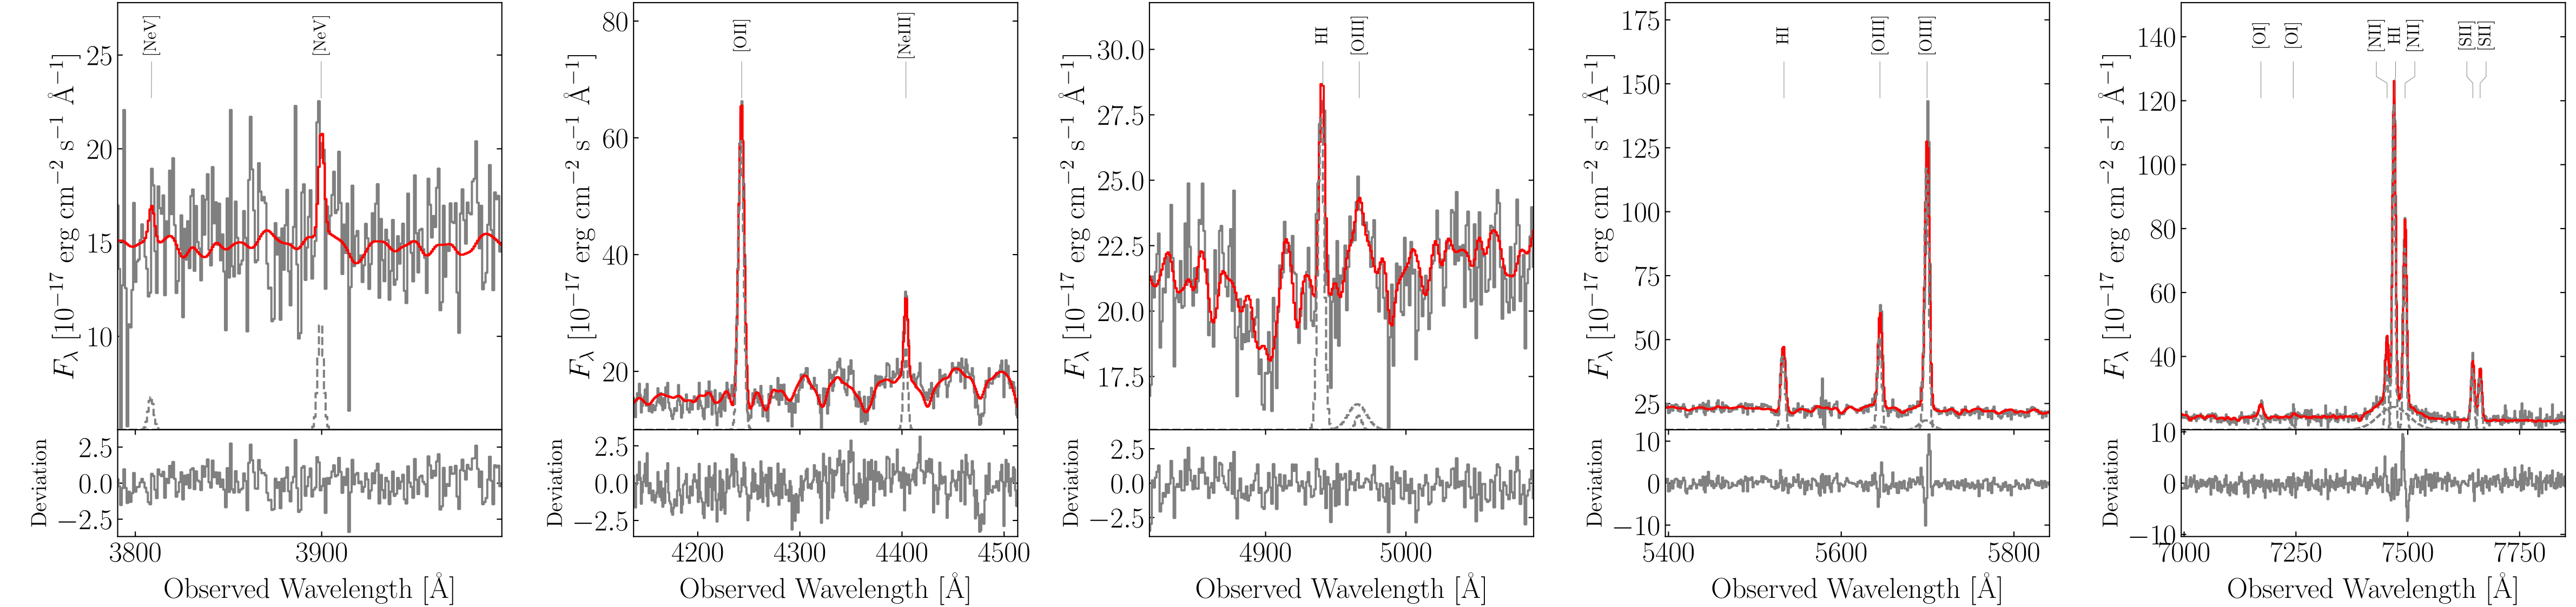 [NeV] [NeV]
25
20
15
10
F_λ [10^{-17} erg cm^{-2} s^{-1} Å^{-1}]
2.5
0.0
−2.5
Deviation
3800 3900
Observed Wavelength [Å]
[OII] [NeIII]
80
60
40
20
F_λ [10^{-17} erg cm^{-2} s^{-1} Å^{-1}]
2.5
0.0
−2.5
Deviation
4200 4300 4400 4500
Observed Wavelength [Å]
HI [OIII]
30.0
27.5
25.0
22.5
20.0
17.5
F_λ [10^{-17} erg cm^{-2} s^{-1} Å^{-1}]
2.5
0.0
−2.5
Deviation
4900 5000
Observed Wavelength [Å]
HI [OIII] [OIII]
175
150
125
100
75
50
25
F_λ [10^{-17} erg cm^{-2} s^{-1} Å^{-1}]
10
0
−10
Deviation
5400 5600 5800
Observed Wavelength [Å]
[OI] [OI] [NII] HI [NII] [SII] [SII]
140
120
100
80
60
40
F_λ [10^{-17} erg cm^{-2} s^{-1} Å^{-1}]
10
0
−10
Deviation
7000 7250 7500 7750
Observed Wavelength [Å]